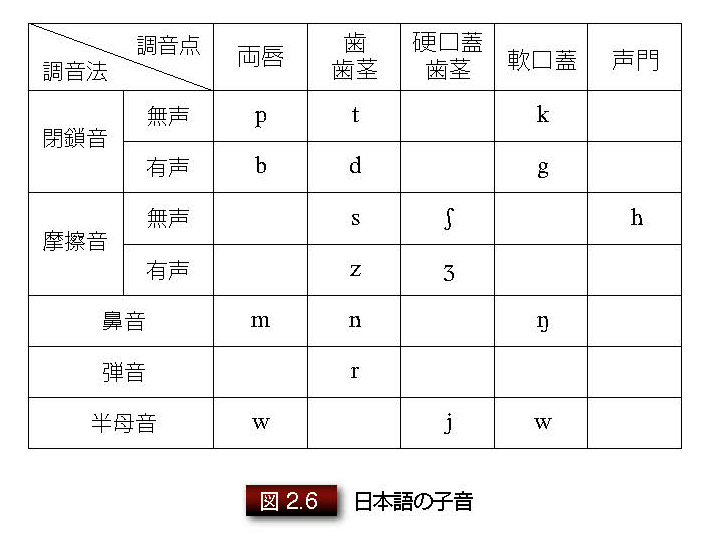 調音点
調音法
両唇
歯
歯茎
硬口蓋
歯茎
軟口蓋
声門
閉鎖音
無声 p t k
有声 b d g
摩擦音
無声 s ʃ h
有声 z ʒ
鼻音 m n ŋ
弾音 r
半母音 w j w
図 2.6 日本語の子音